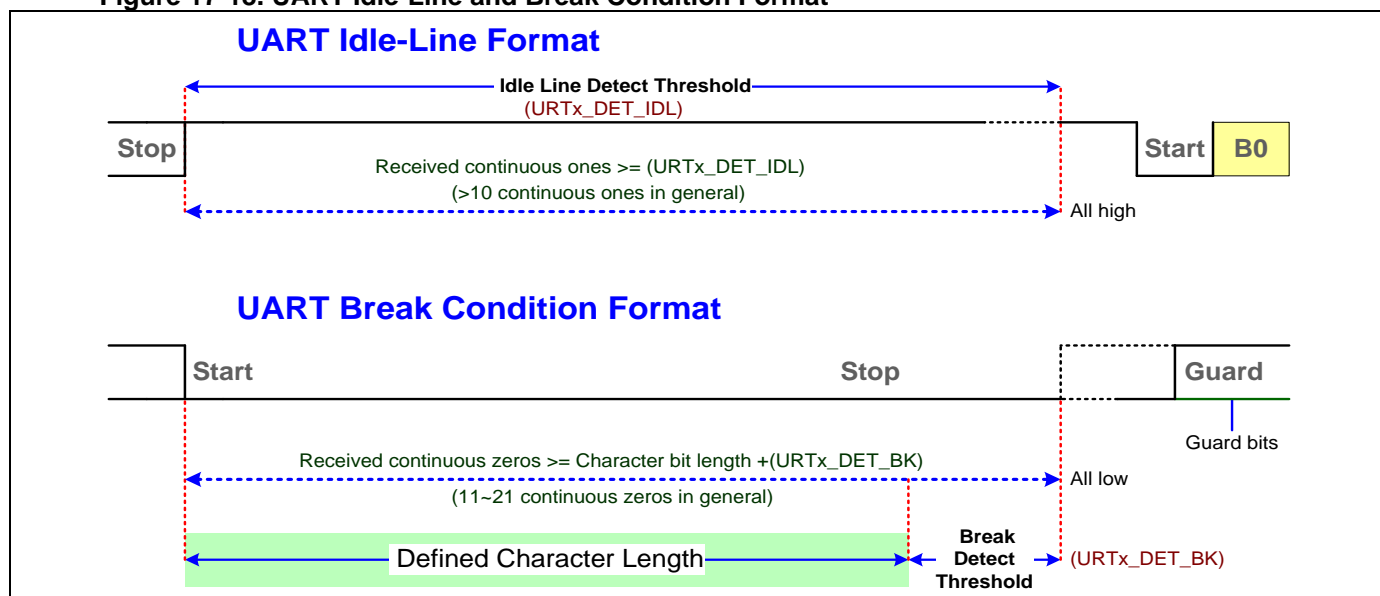 UART Idle-Line Format
Idle Line Detect Threshold
(URTx_DET_IDL)
Stop
Start
B0
Received continuous ones >= (URTx_DET_IDL)
(>10 continuous ones in general)
All high
UART Break Condition Format
Start
Stop
Guard
Guard bits
Received continuous zeros >= Character bit length +(URTx_DET_BK)
(11~21 continuous zeros in general)
All low
Defined Character Length
Break
Detect
Threshold
(URTx_DET_BK)